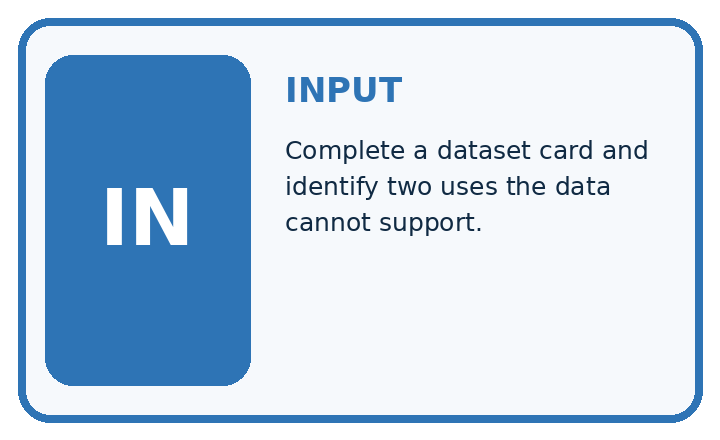 IN
INPUT
Complete a dataset card and
identify two uses the data
cannot support.